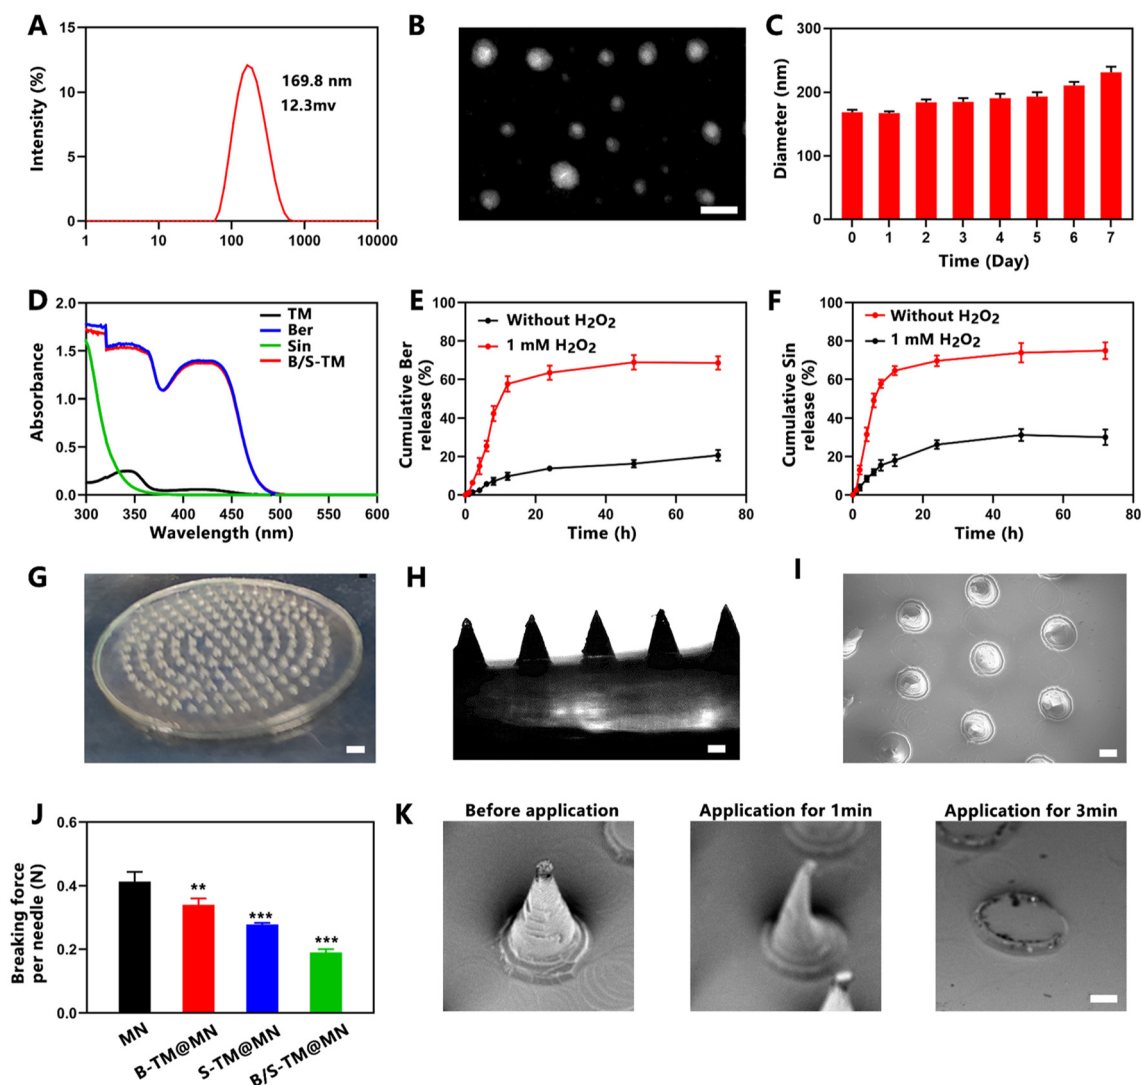 A
Intensity (%)
15
10
5
0
1
10
100
1000
10000
169.8 nm
12.3mv
B
C
Diameter (nm)
300
200
100
0
0
1
2
3
4
5
6
7
Time (Day)
D
Absorbance
2.0
1.5
1.0
0.5
0.0
300
350
400
450
500
550
600
Wavelength (nm)
TM
Ber
Sin
B/S-TM
E
Cumulative Ber
release (%)
100
80
60
40
20
0
0
20
40
60
80
Time (h)
Without H₂O₂
1 mM H₂O₂
F
Cumulative Sin
release (%)
100
80
60
40
20
0
0
20
40
60
80
Time (h)
Without H₂O₂
1 mM H₂O₂
G
H
I
J
Breaking force
per needle (N)
0.6
0.4
0.2
0.0
**
***
***
MN
B-TM@MN
S-TM@MN
B/S-TM@MN
K
Before application
Application for 1min
Application for 3min